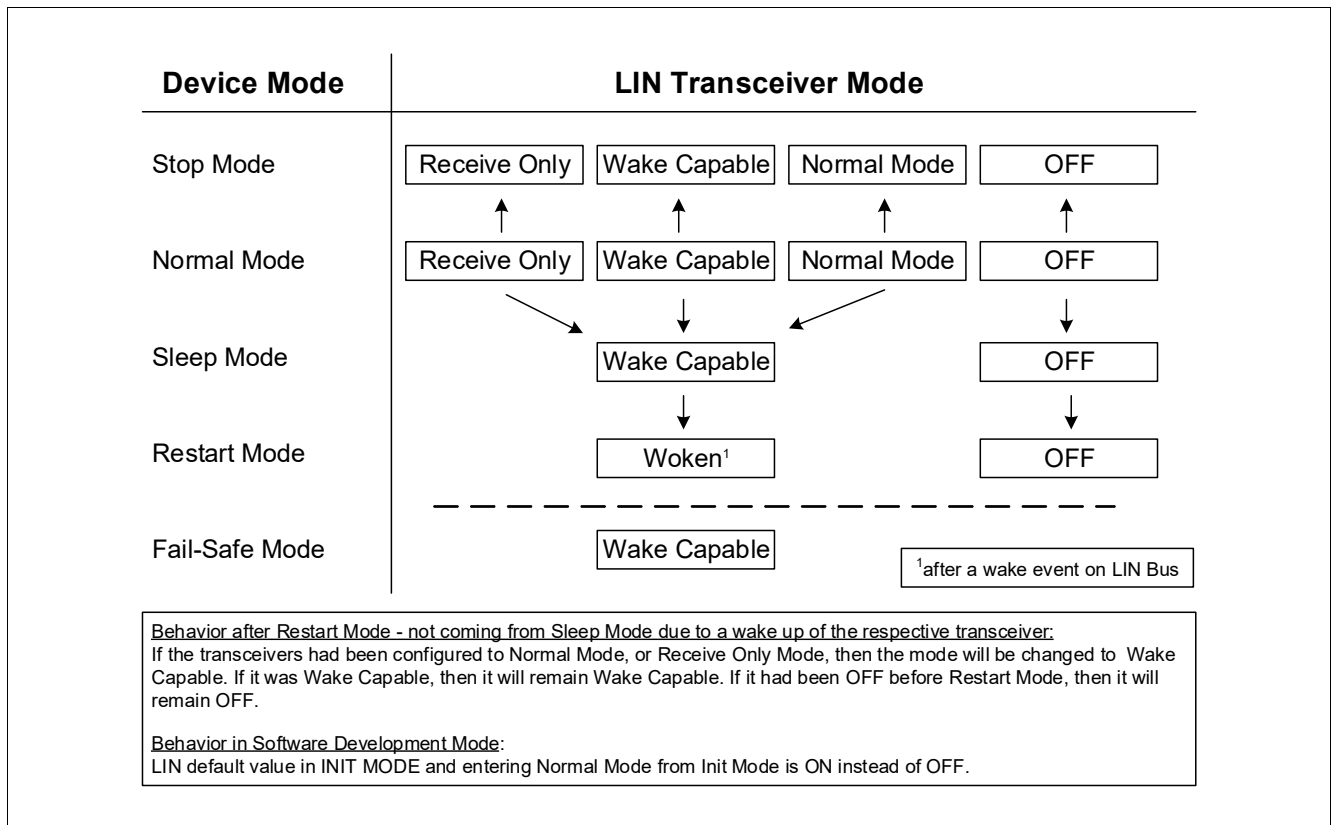 Device Mode LIN Transceiver Mode
Stop Mode Receive Only Wake Capable Normal Mode OFF
Normal Mode Receive Only Wake Capable Normal Mode OFF
Sleep Mode Wake Capable OFF
Restart Mode Woken¹ OFF
Fail-Safe Mode Wake Capable
¹after a wake event on LIN Bus
Behavior after Restart Mode - not coming from Sleep Mode due to a wake up of the respective transceiver:
If the transceivers had been configured to Normal Mode, or Receive Only Mode, then the mode will be changed to Wake
Capable. If it was Wake Capable, then it will remain Wake Capable. If it had been OFF before Restart Mode, then it will
remain OFF.
Behavior in Software Development Mode:
LIN default value in INIT MODE and entering Normal Mode from Init Mode is ON instead of OFF.